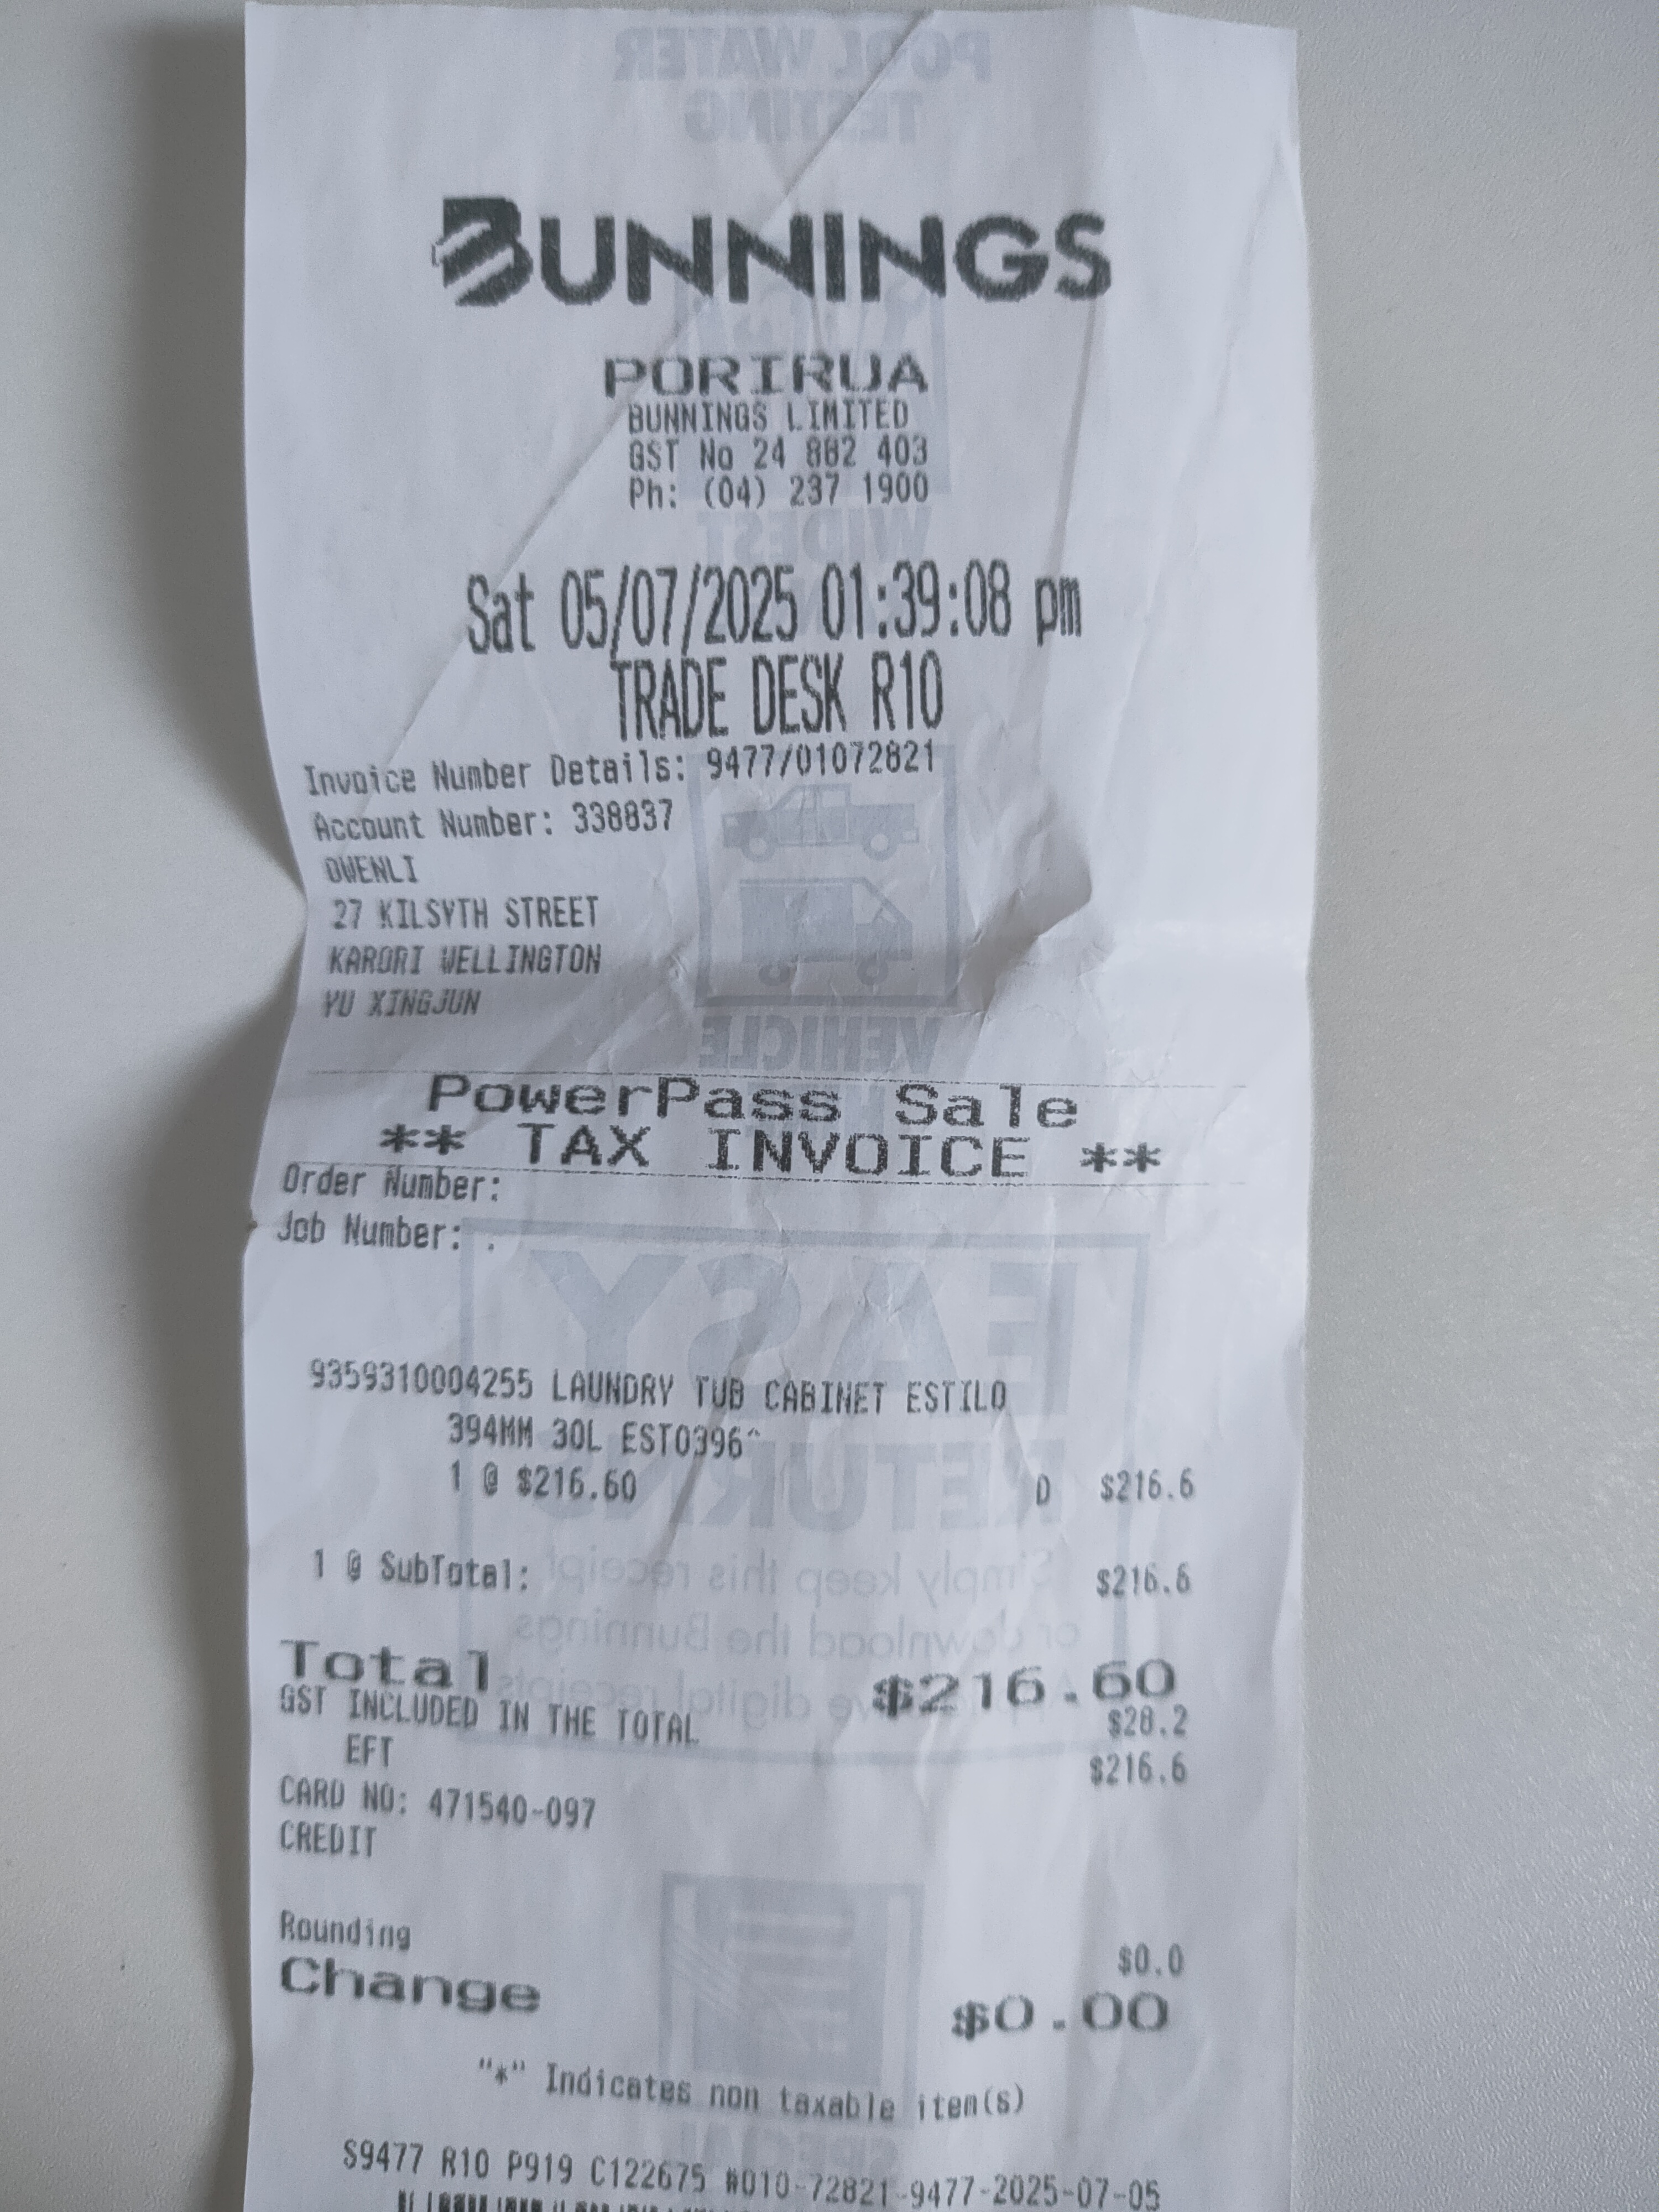 BUNNINGS
PORIRUA
BUNNINGS LIMITED
GST No 24 882 403
Ph: (04) 237 1900
Sat 05/07/2025 01:39:08 pm
TRADE DESK R10
Invoice Number Details: 9477/01072821
Account Number: 338837
OWENLI
27 KILSYTH STREET
KARORI WELLINGTON
YU XINGJUN
PowerPass Sale
** TAX INVOICE **
Order Number:
Job Number: .
9359310004255 LAUNDRY TUB CABINET ESTILO
394MM 30L EST0396^
1 @ $216.60 D $216.6
1 @ SubTotal: $216.6
Total $216.60
GST INCLUDED IN THE TOTAL $28.2
EFT $216.6
CARD NO: 471540-097
CREDIT
Rounding $0.0
Change $0.00
"*" Indicates non taxable item(s)
S9477 R10 P919 C122675 #010-72821-9477-2025-07-05
POOL WATER
TESTING
WIDEST
VEHICLE
EASY
RETURNS
Simply keep this receipt
or download the Bunnings
digital receipts
SPECIAL